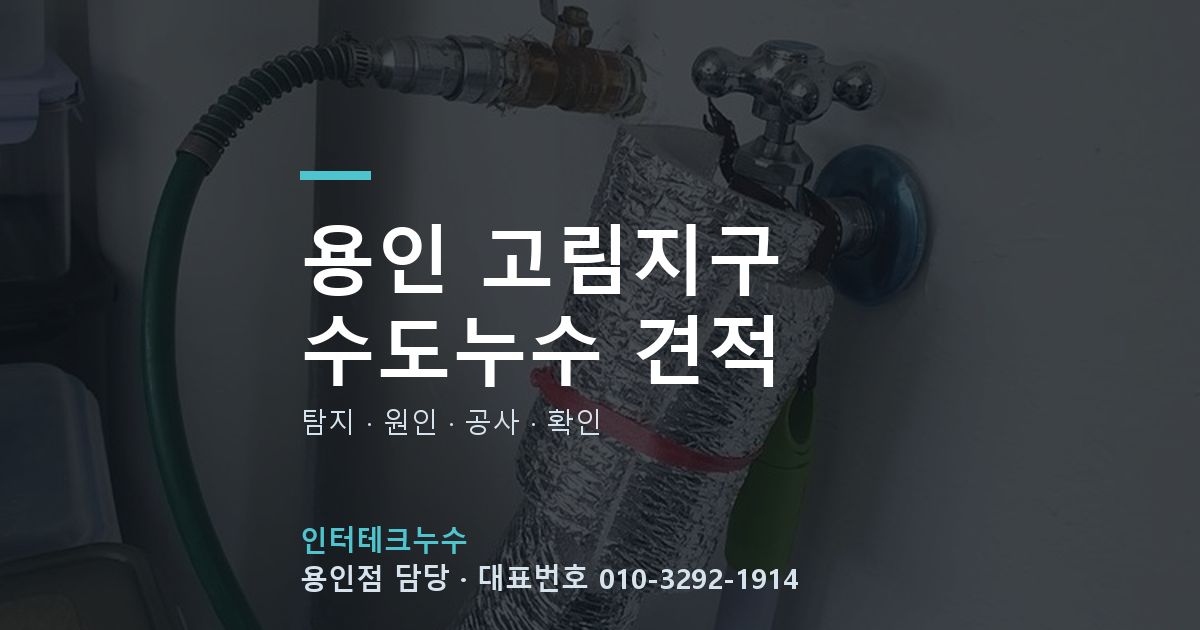 용인 고림지구
수도누수 견적
탐지 · 원인 · 공사 · 확인
인터테크누수
용인점 담당 · 대표번호 010-3292-1914